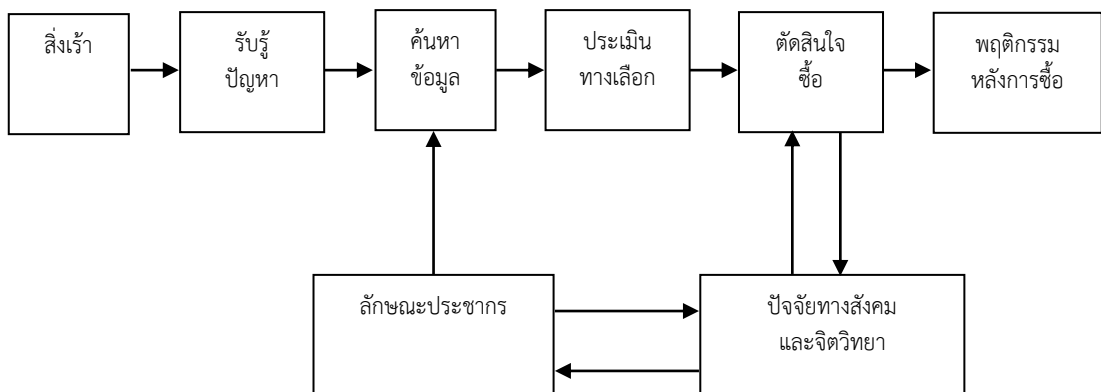 สิ่งเร้า
รับรู้
ปัญหา
ค้นหา
ข้อมูล
ประเมิน
ทางเลือก
ตัดสินใจ
ซื้อ
พฤติกรรม
หลังการซื้อ
ลักษณะประชากร
ปัจจัยทางสังคม
และจิตวิทยา